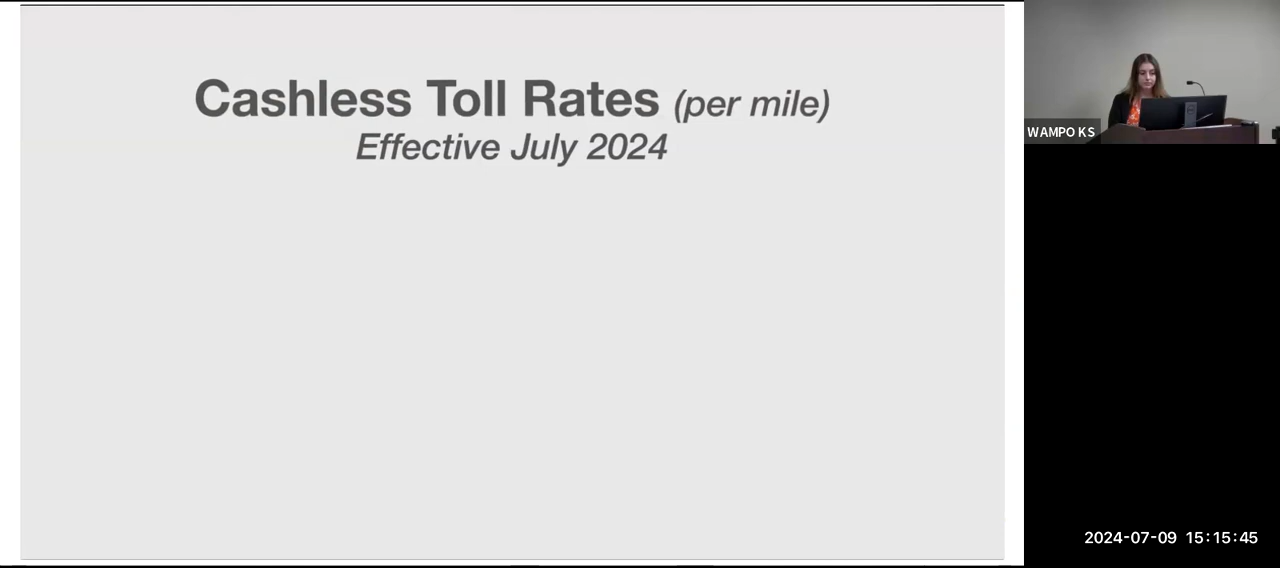 Cashless Toll Rates (per mile)
Effective July 2024
WAMPO KS
2024-07-09 15:15:45